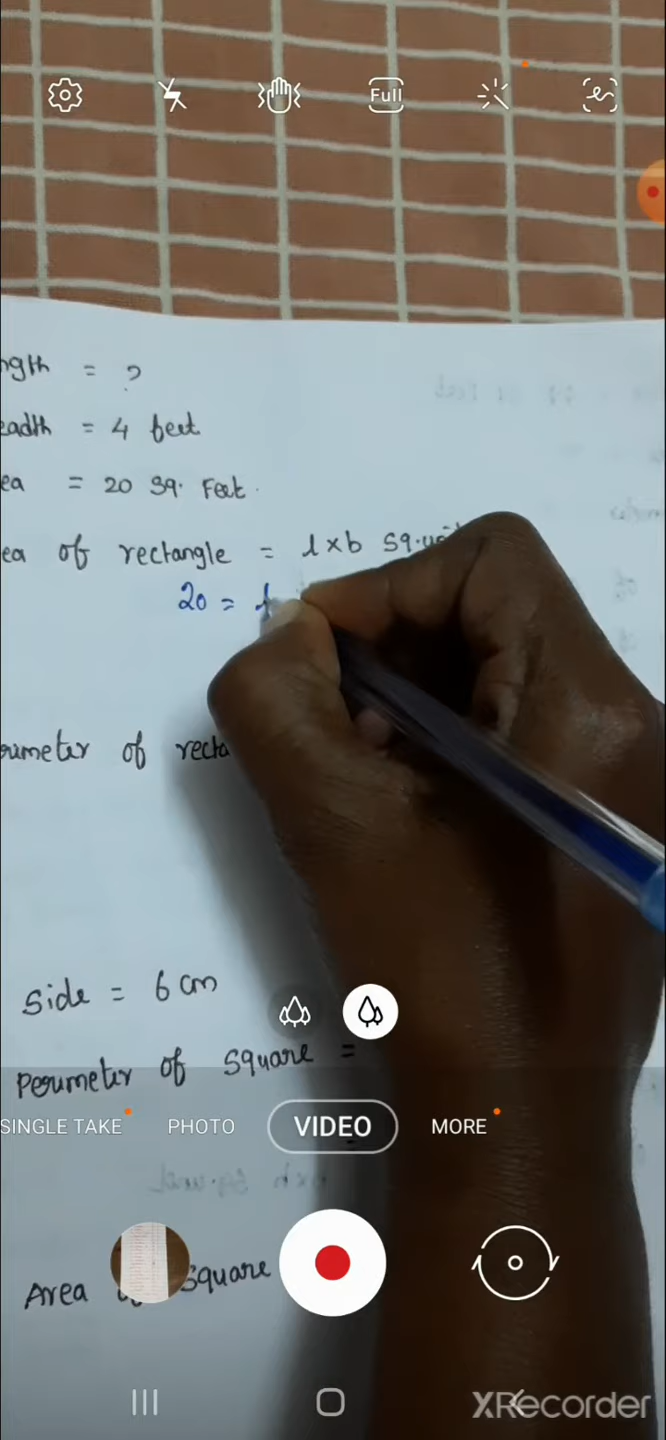 Full
ngth = ?
eadth = 4 feet
ea = 20 sq. Feet.
ea of rectangle = l x b sq.
20 = l
rimeter of recta
side = 6 cm
perimeter of square =
SINGLE TAKE PHOTO VIDEO MORE
Area square
XRecorder